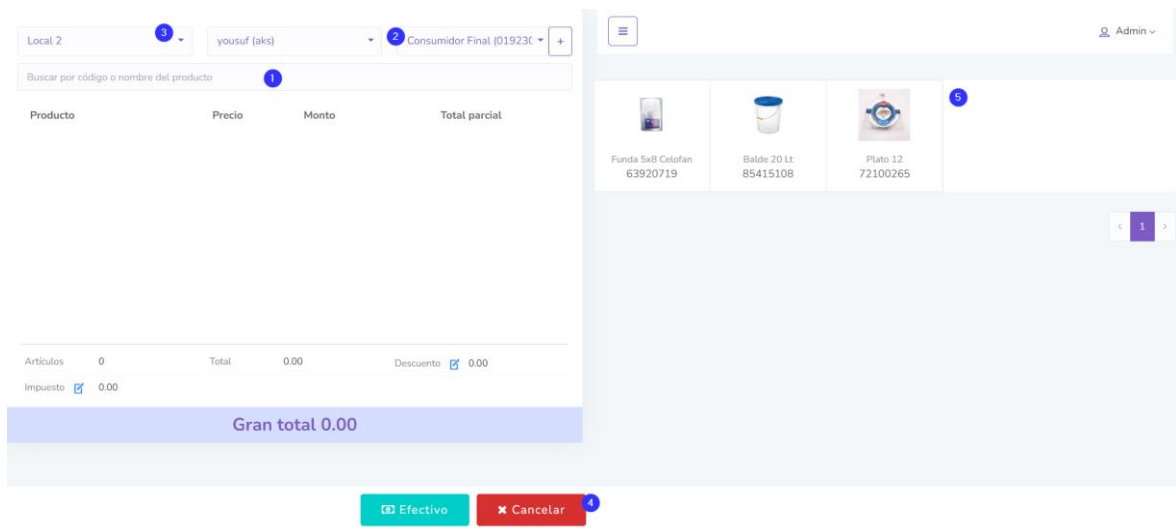 Local 2 3 yousuf (aks) 2 Consumidor Final (01923( +
Buscar por código o nombre del producto 1
Producto Precio Monto Total parcial
Artículos 0 Total 0.00 Descuento 0.00
Impuesto 0.00
Gran total 0.00
Efectivo Cancelar 4
Admin
5
Funda 5x8 Celofan
63920719
Balde 20 Lt
85415108
Plato 12
72100265
‹ 1 ›